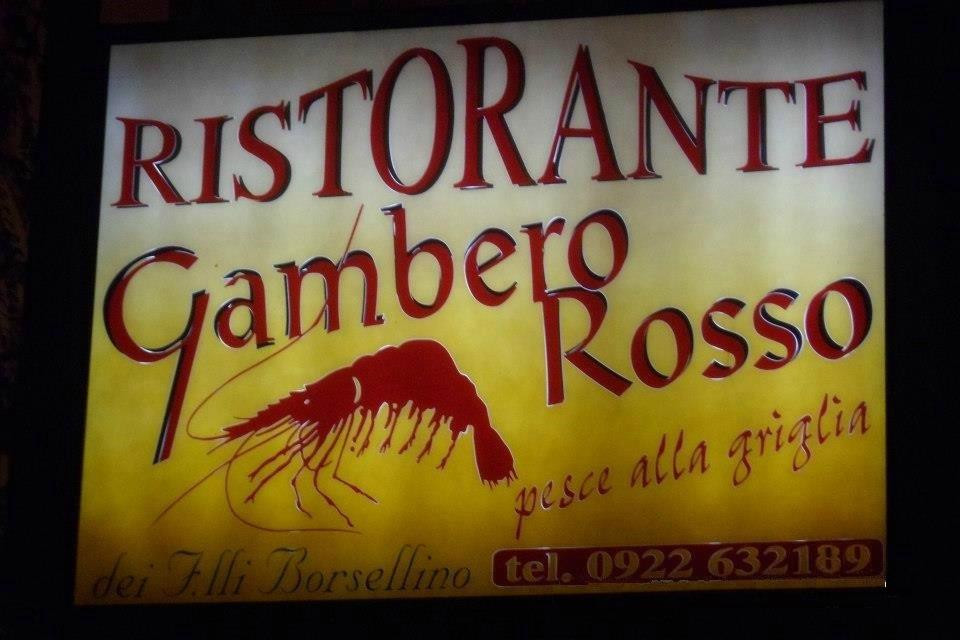 RISTORANTE
Gambero
Rosso
pesce alla griglia
dei F.lli Borsellino
tel. 0922 632189